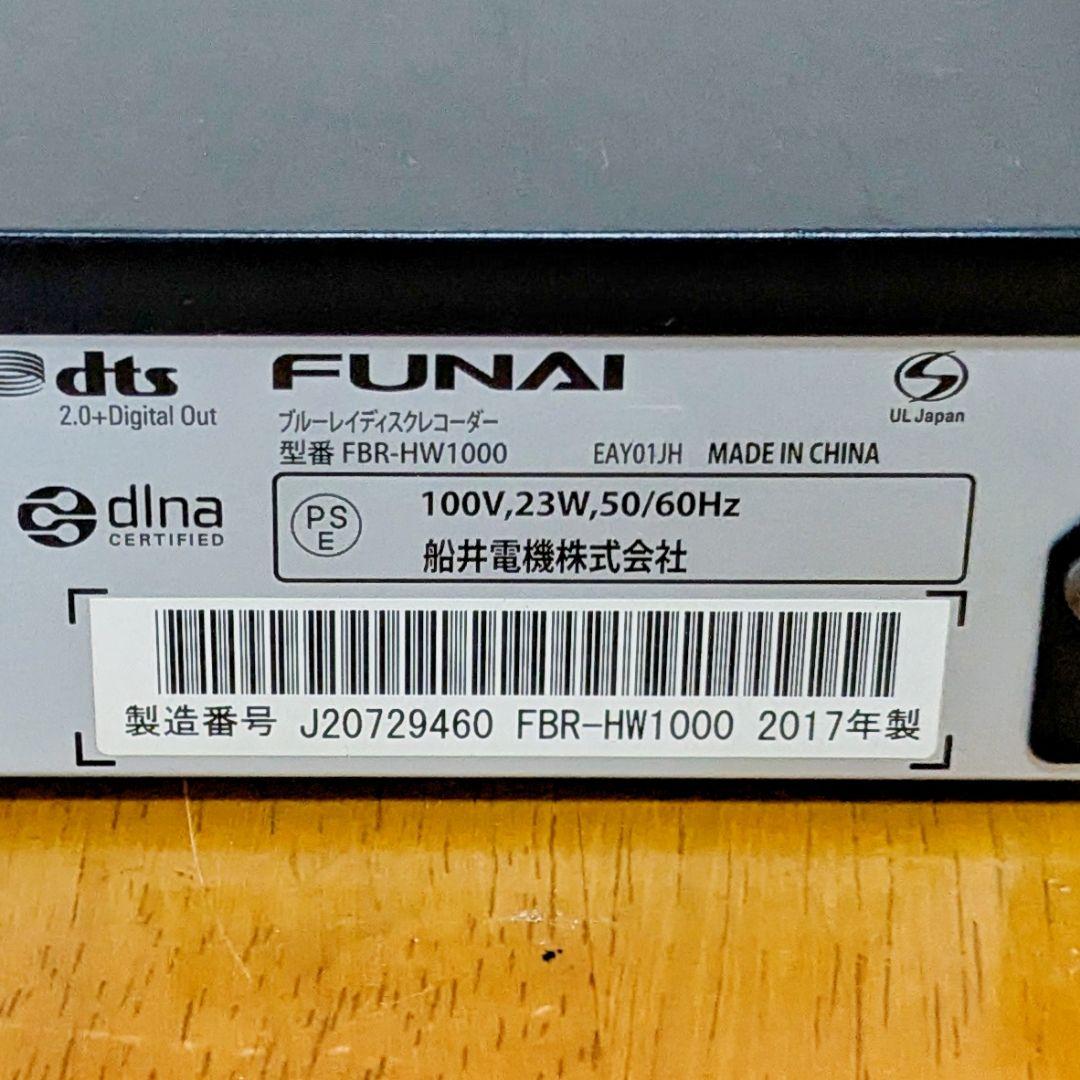 dts
2.0+Digital Out
FUNAI
UL Japan
ブルーレイディスクレコーダー
型番 FBR-HW1000 EAY01JH MADE IN CHINA
dlna
CERTIFIED
PSE
100V,23W,50/60Hz
船井電機株式会社
製造番号 J20729460 FBR-HW1000 2017年製